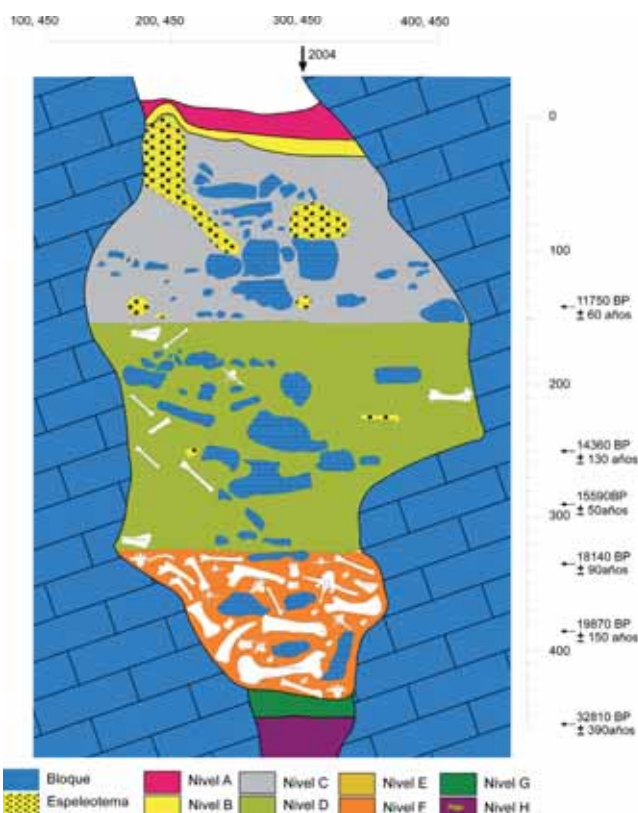 100, 450 200, 450 300, 450 400, 450
2004
0
100
11750 BP
± 60 años
200
14360 BP
± 130 años
15590BP
± 50años
300
18140 BP
± 90años
19870 BP
± 150 años
400
32810 BP
± 390años
Bloque Nivel A Nivel C Nivel E Nivel G
Espeleotema Nivel B Nivel D Nivel F Nivel H